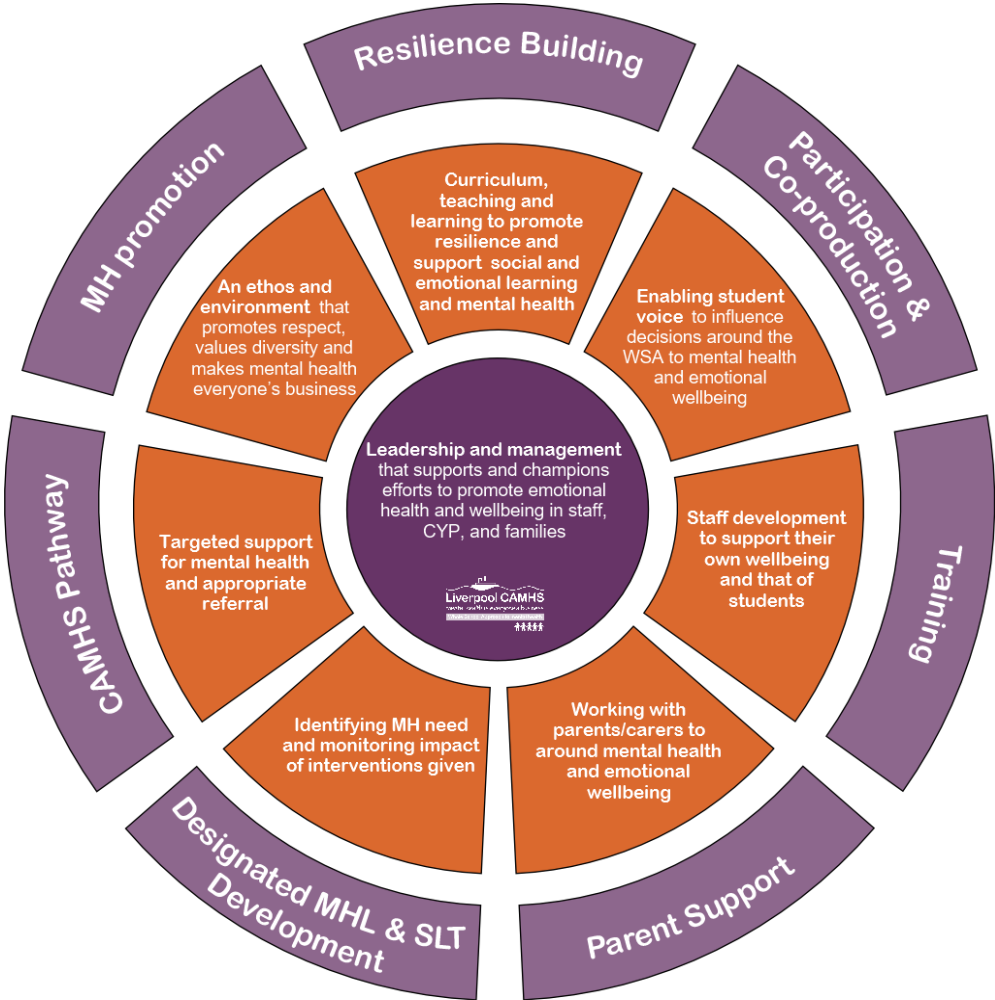 Resilience Building
Participation &
Co-production
Training
Parent Support
Designated MHL & SLT
Development
CAMHS Pathway
MH promotion
Curriculum,
teaching and
learning to promote
resilience and
support social and
emotional learning
and mental health
Enabling student
voice to influence
decisions around the
WSA to mental health
and emotional
wellbeing
Staff development
to support their
own wellbeing
and that of
students
Working with
parents/carers to
around mental health
and emotional
wellbeing
Identifying MH need
and monitoring impact
of interventions given
Targeted support
for mental health
and appropriate
referral
An ethos and
environment that
promotes respect,
values diversity and
makes mental health
everyone's business
Leadership and management
that supports and champions
efforts to promote emotional
health and wellbeing in staff,
CYP, and families
Liverpool CAMHS